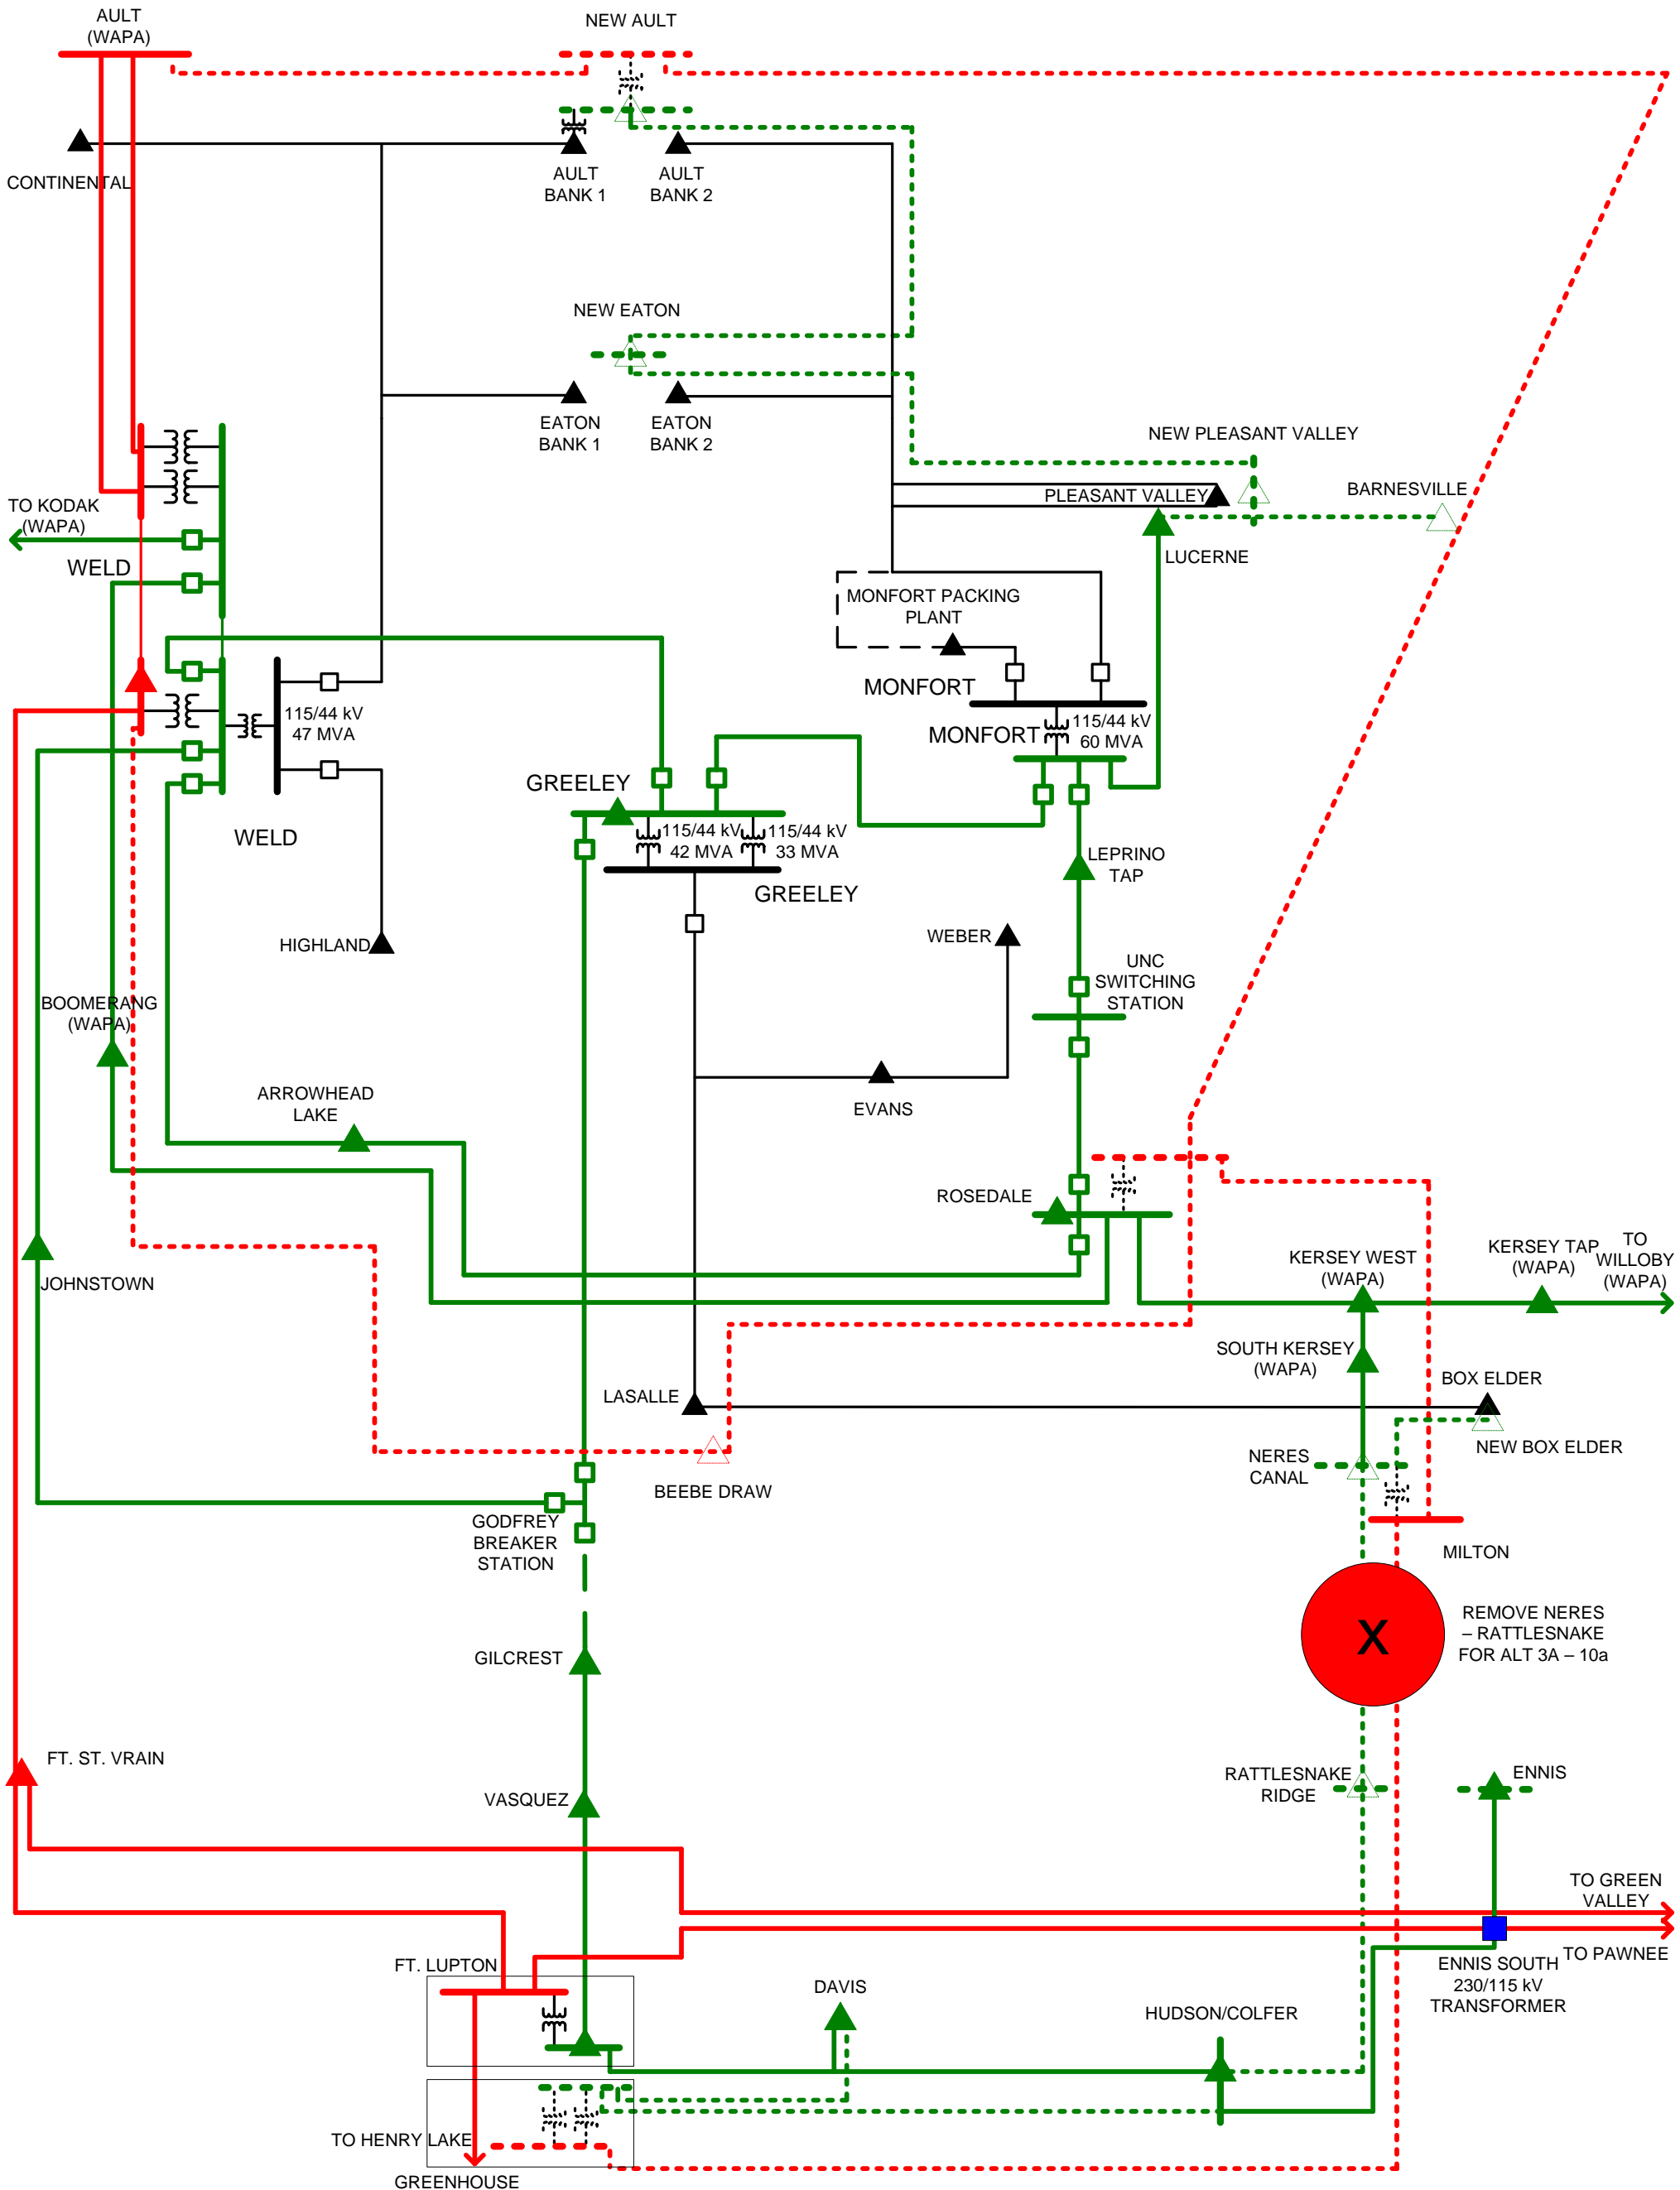 AULT
(WAPA)
NEW AULT
CONTINENTAL
AULT
BANK 1
AULT
BANK 2
NEW EATON
EATON
BANK 1
EATON
BANK 2
NEW PLEASANT VALLEY
PLEASANT VALLEY
BARNESVILLE
TO KODAK
(WAPA)
WELD
LUCERNE
MONFORT PACKING
PLANT
MONFORT
115/44 kV
47 MVA
MONFORT
115/44 kV
60 MVA
GREELEY
115/44 kV
42 MVA
115/44 kV
33 MVA
WELD
GREELEY
LEPRINO
TAP
HIGHLAND
WEBER
UNC
SWITCHING
STATION
BOOMERANG
(WAPA)
ARROWHEAD
LAKE
EVANS
ROSEDALE
JOHNSTOWN
KERSEY WEST
(WAPA)
KERSEY TAP
(WAPA)
TO
WILLOBY
(WAPA)
SOUTH KERSEY
(WAPA)
LASALLE
BOX ELDER
NEW BOX ELDER
NERES
CANAL
BEEBE DRAW
GODFREY
BREAKER
STATION
MILTON
X
REMOVE NERES
– RATTLESNAKE
FOR ALT 3A – 10a
GILCREST
FT. ST. VRAIN
VASQUEZ
RATTLESNAKE
RIDGE
ENNIS
TO GREEN
VALLEY
TO PAWNEE
ENNIS SOUTH
230/115 kV
TRANSFORMER
FT. LUPTON
DAVIS
HUDSON/COLFER
TO HENRY LAKE
GREENHOUSE